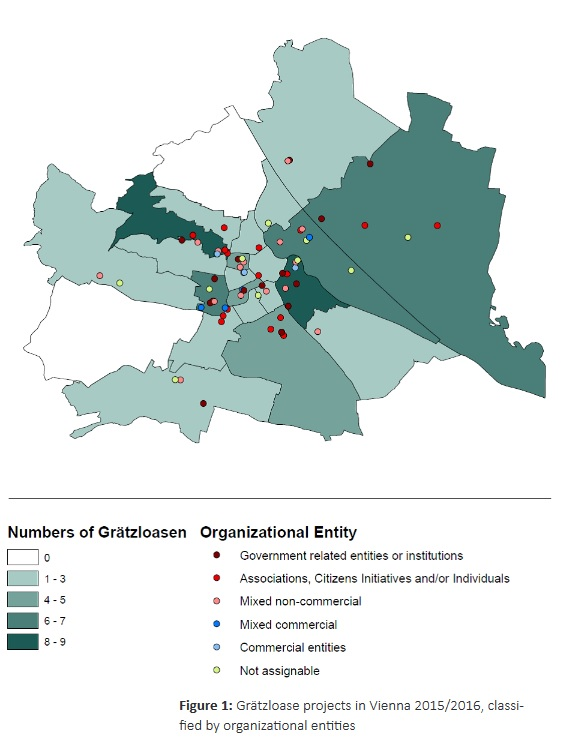 Numbers of Grätzloasen
0
1 - 3
4 - 5
6 - 7
8 - 9
Organizational Entity
Government related entities or institutions
Associations, Citizens Initiatives and/or Individuals
Mixed non-commercial
Mixed commercial
Commercial entities
Not assignable
Figure 1: Grätzloase projects in Vienna 2015/2016, classi-
fied by organizational entities